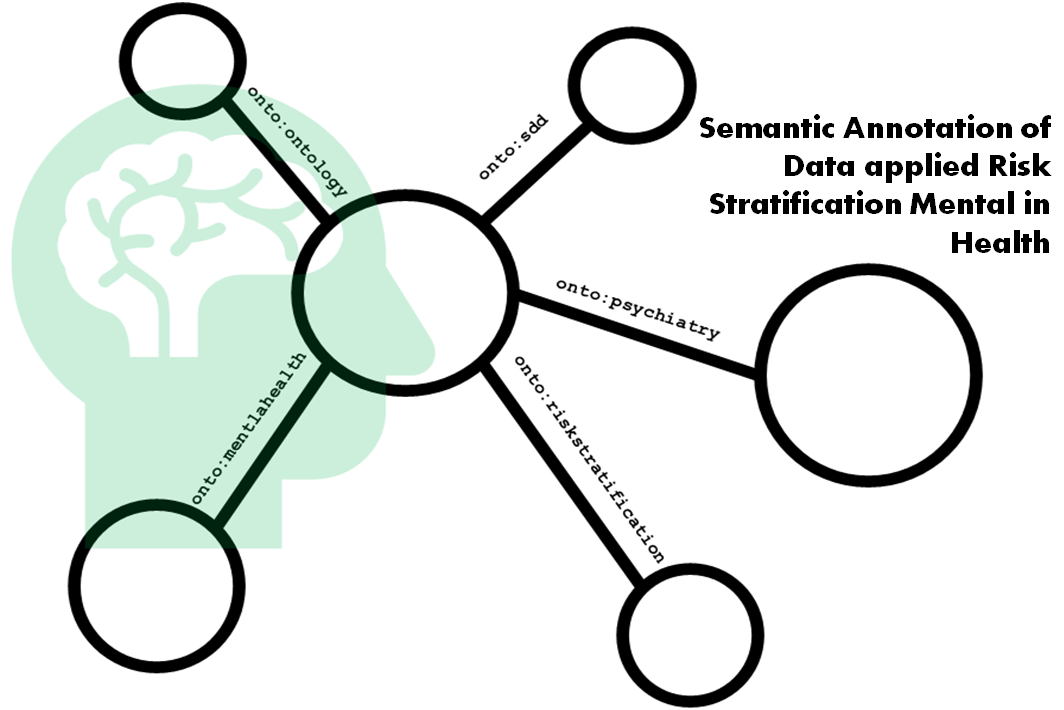 onto:ontology
onto:sdd
Semantic Annotation of
Data applied Risk
Stratification Mental in
Health
onto:psychiatry
onto:mentlahealth
onto:riskstratification